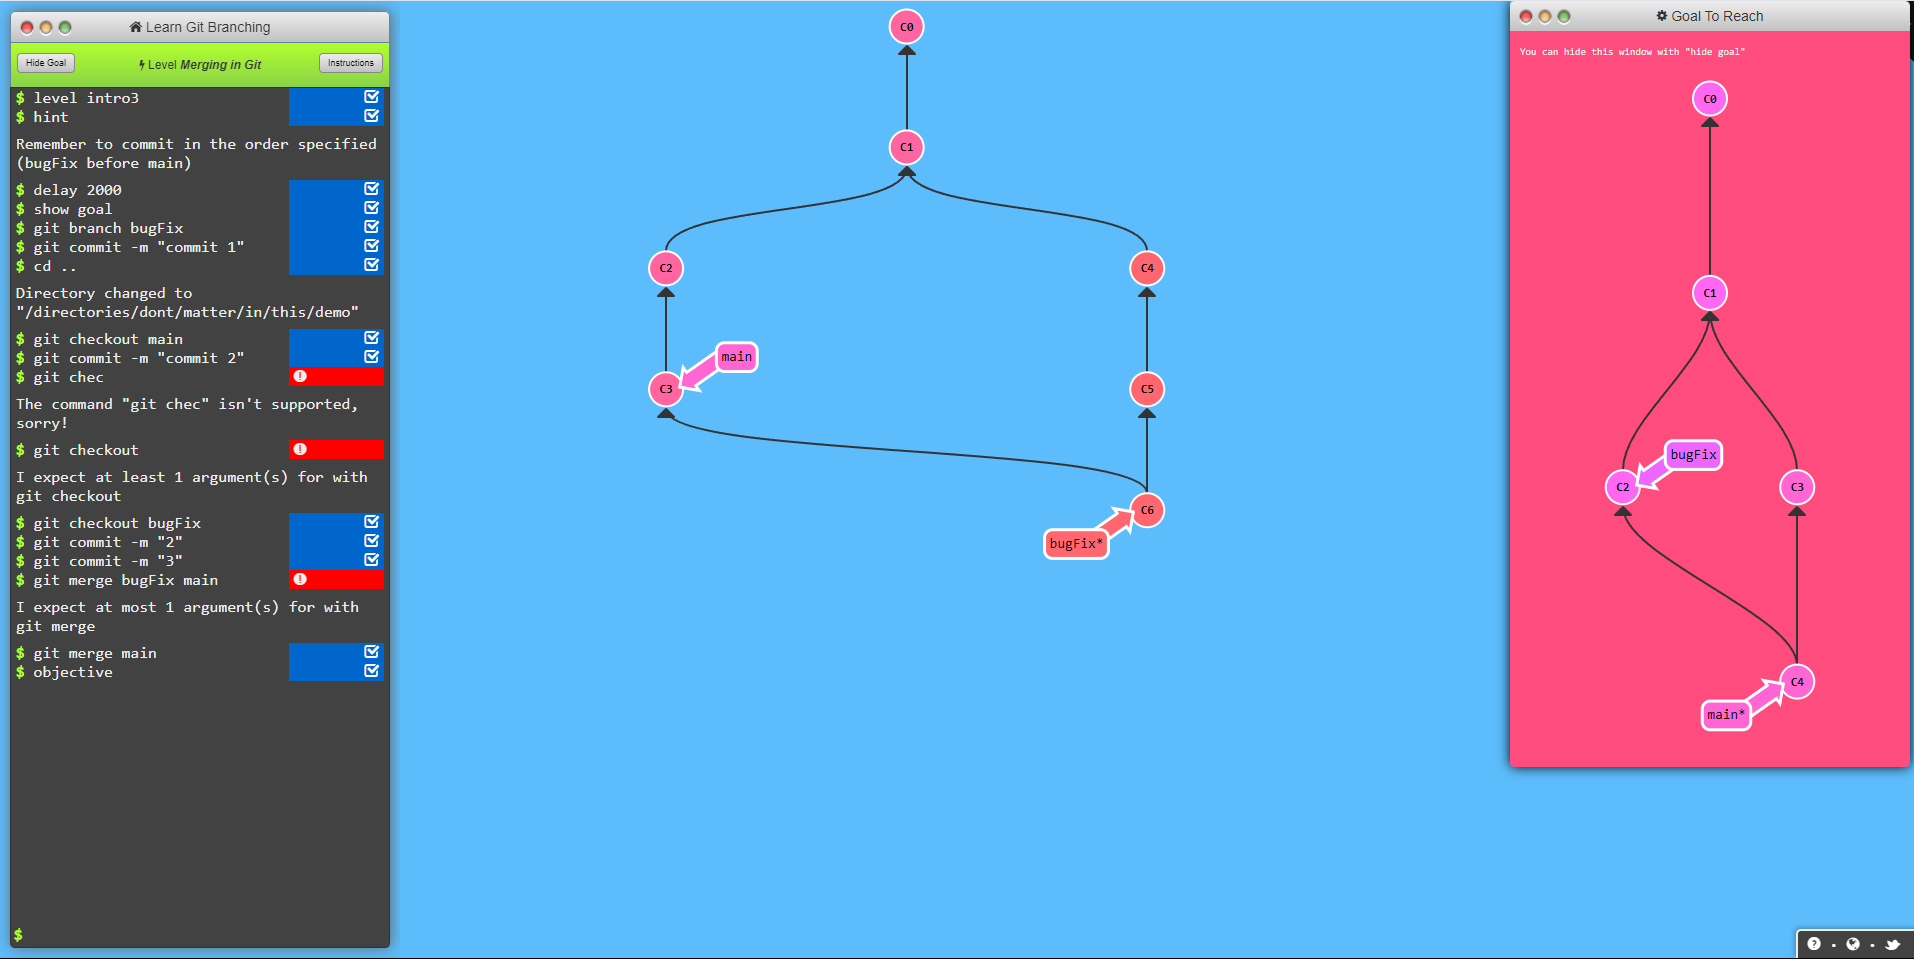 Learn Git Branching
Hide Goal
Level Merging in Git
Instructions
$ level intro3
$ hint
Remember to commit in the order specified
(bugFix before main)
$ delay 2000
$ show goal
$ git branch bugFix
$ git commit -m "commit 1"
$ cd ..
Directory changed to
"/directories/dont/matter/in/this/demo"
$ git checkout main
$ git commit -m "commit 2"
$ git chec
The command "git chec" isn't supported,
sorry!
$ git checkout
I expect at least 1 argument(s) for with
git checkout
$ git checkout bugFix
$ git commit -m "2"
$ git commit -m "3"
$ git merge bugFix main
I expect at most 1 argument(s) for with
git merge
$ git merge main
$ objective
$
C0
C1
C2
C4
main
C3
C5
C6
bugFix*
Goal To Reach
You can hide this window with "hide goal"
C0
C1
bugFix
C2
C3
C4
main*